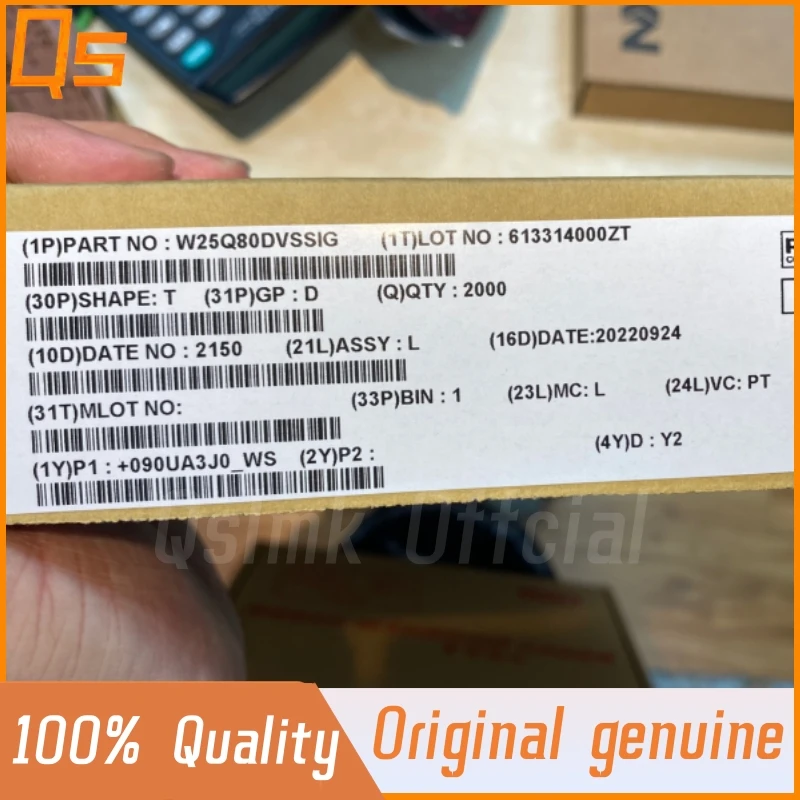 Qs
(1P)PART NO : W25Q80DVSSIG (1T)LOT NO : 613314000ZT
(30P)SHAPE: T (31P)GP : D (Q)QTY : 2000
(10D)DATE NO : 2150 (21L)ASSY : L (16D)DATE:20220924
(31T)MLOT NO: (33P)BIN : 1 (23L)MC: L (24L)VC: PT
(1Y)P1 : +090UA3J0_WS (2Y)P2 : (4Y)D : Y2
Qsimk Offcial
100% Quality
Original genuine